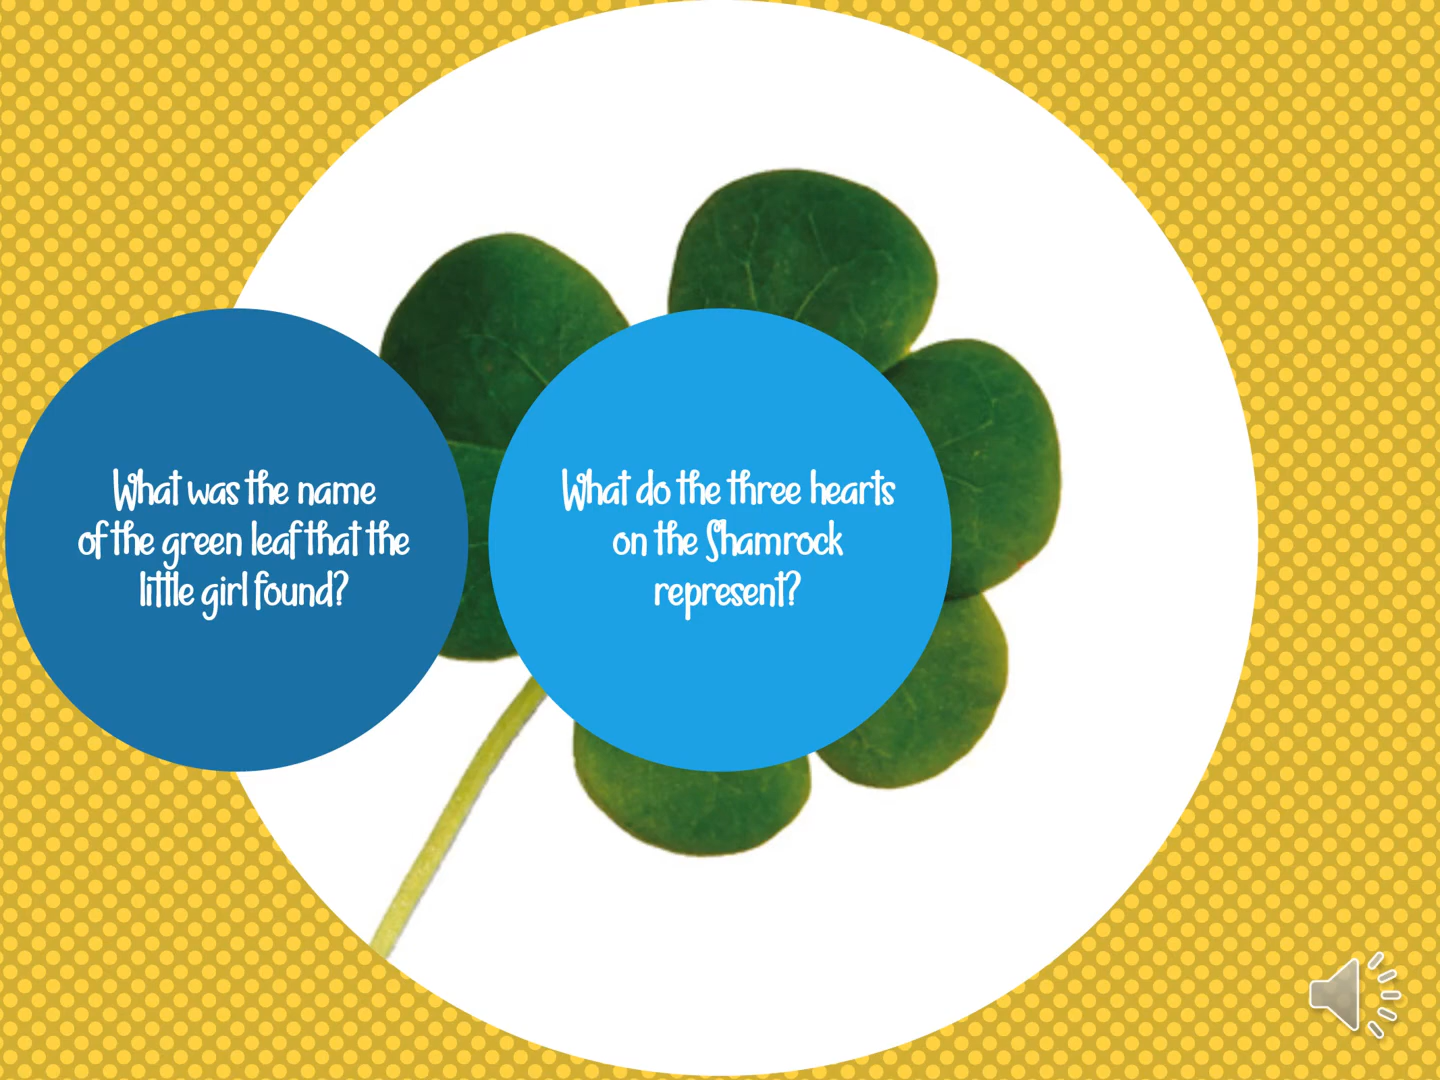 What was the name
of the green leaf that the
little girl found?
What do the three hearts
on the Shamrock
represent?